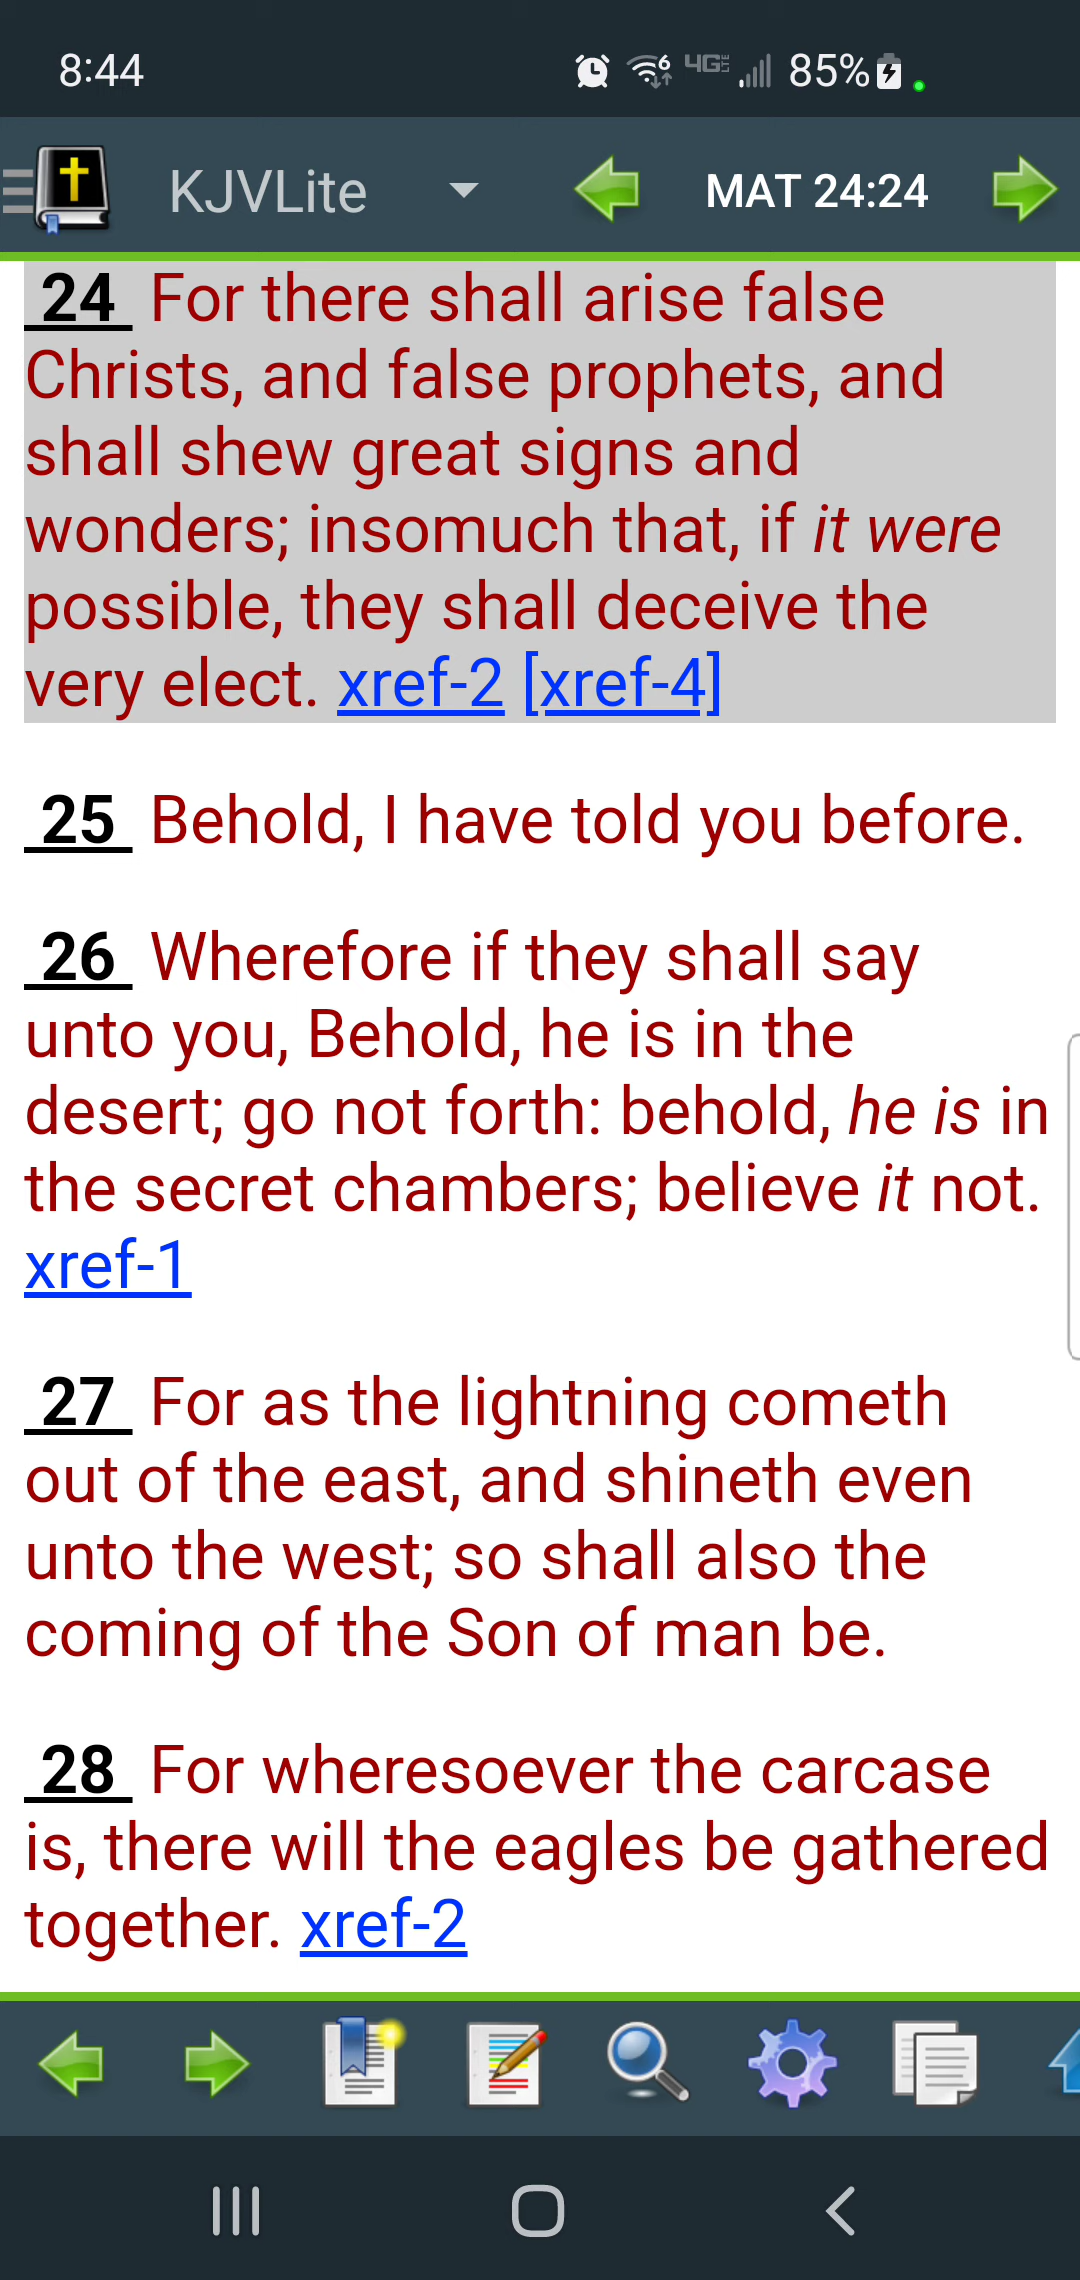 8:44 6 4G LTE 85%
KJVLite MAT 24:24
24 For there shall arise false
Christs, and false prophets, and
shall shew great signs and
wonders; insomuch that, if it were
possible, they shall deceive the
very elect. xref-2 [xref-4]
25 Behold, I have told you before.
26 Wherefore if they shall say
unto you, Behold, he is in the
desert; go not forth: behold, he is in
the secret chambers; believe it not.
xref-1
27 For as the lightning cometh
out of the east, and shineth even
unto the west; so shall also the
coming of the Son of man be.
28 For wheresoever the carcase
is, there will the eagles be gathered
together. xref-2